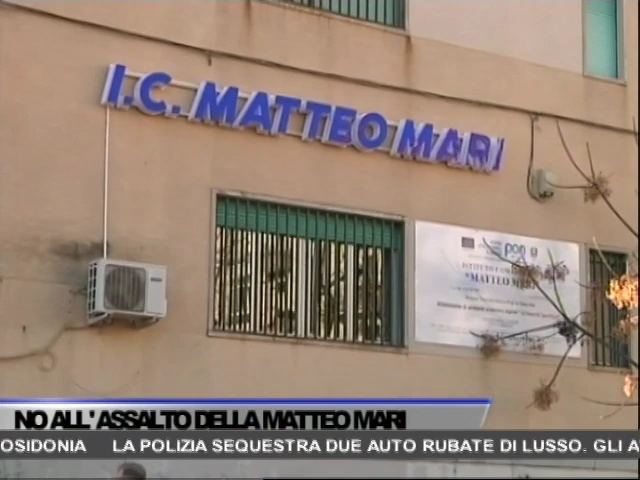 I.C. MATTEO MARI
pon
"MATTEO MARI"
NO ALL'ASSALTO DELLA MATTEO MARI
OSIDONIA LA POLIZIA SEQUESTRA DUE AUTO RUBATE DI LUSSO. GLI A